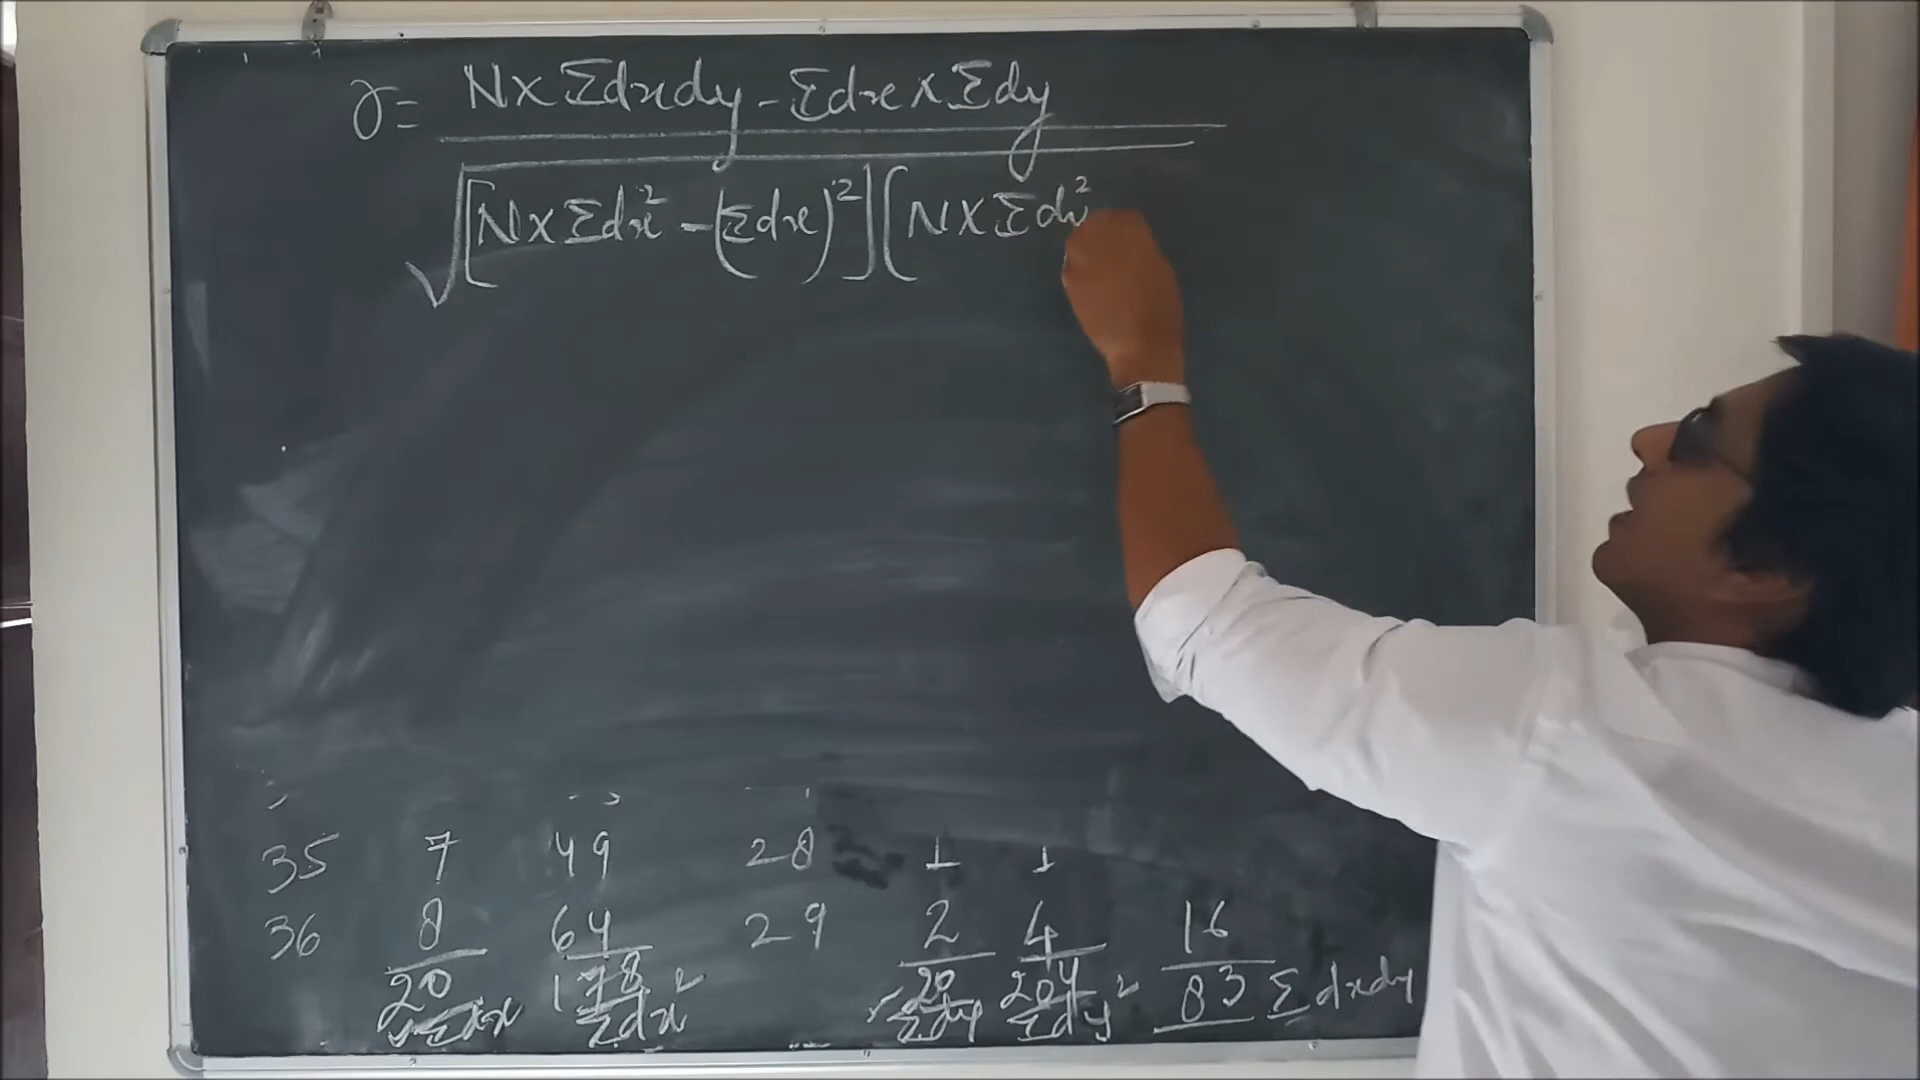 r = N×Σdxdy - Σdx × Σdy
√[N×Σdx² - (Σdx)²] [N×Σdy²
35 7 49 28 1 1
36 8 64 29 2 4 16
20 178 -20 204 83 Σdxdy
Σdx Σdx² Σdy Σdy²